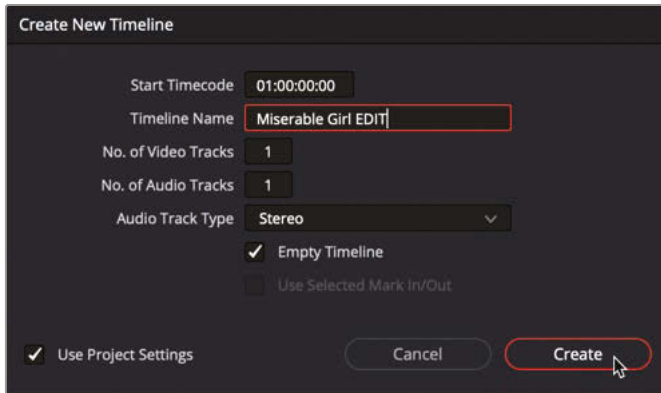 Create New Timeline
Start Timecode 01:00:00:00
Timeline Name Miserable Girl EDIT
No. of Video Tracks 1
No. of Audio Tracks 1
Audio Track Type Stereo
Empty Timeline
Use Selected Mark In/Out
Use Project Settings Cancel Create